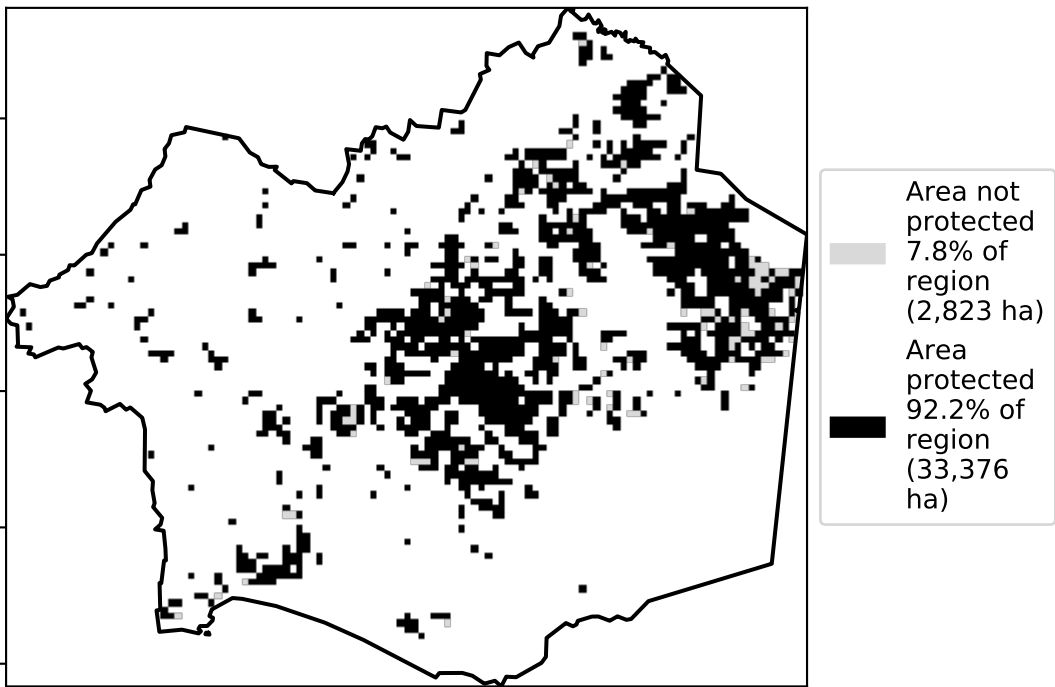 Area not
protected
7.8% of
region
(2,823 ha)
Area
protected
92.2% of
region
(33,376
ha)